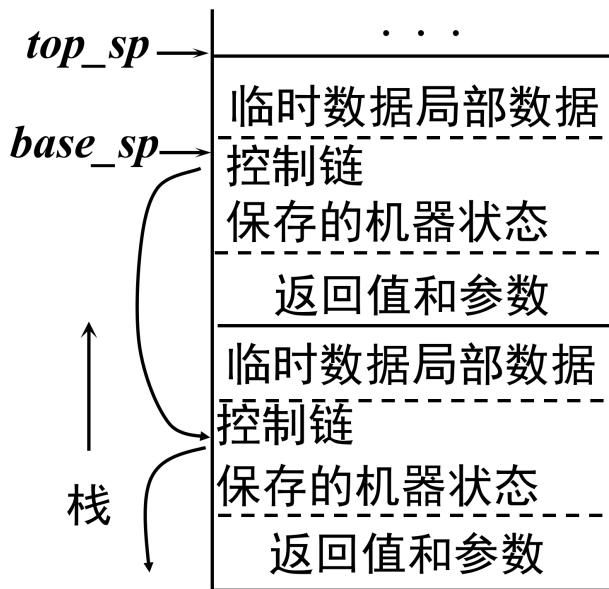 . . .
top_sp
临时数据局部数据
base_sp
控制链
保存的机器状态
返回值和参数
临时数据局部数据
控制链
栈
保存的机器状态
返回值和参数